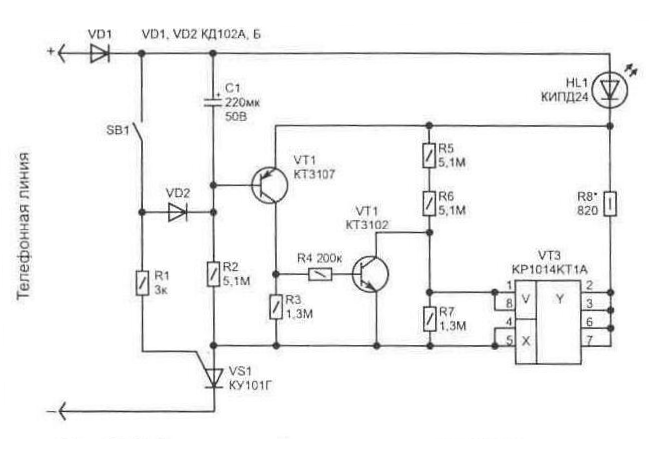 VD1
VD1, VD2 КД102А, Б
+
C1
+
220мк
50В
HL1
КИПД24
SB1
R5
5,1М
VT1
КТ3107
R6
5,1М
R8*
820
VD2
VT1
КТ3102
Телефонная линия
R4 200к
VT3
КР1014КТ1А
R1
3к
R2
5,1М
R3
1,3М
R7
1,3М
1
8
4
5
V
X
Y
2
3
6
7
VS1
КУ101Г
–